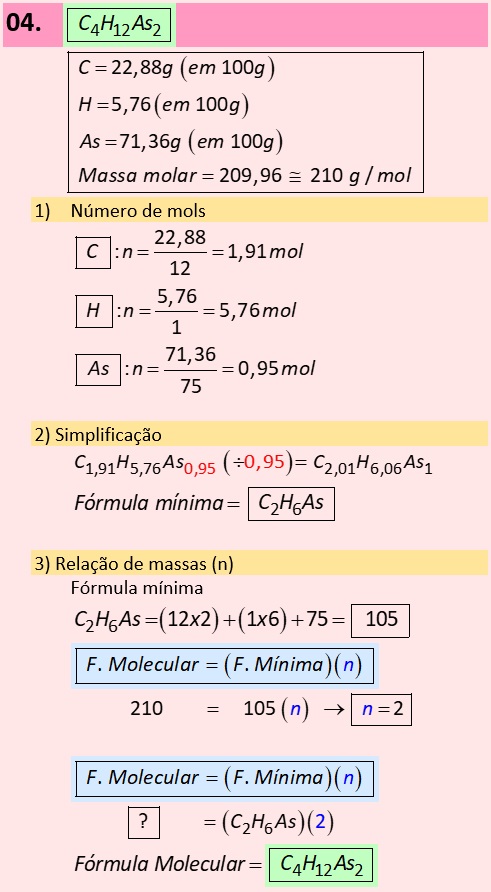 04. C₄H₁₂As₂
C = 22,88g (em 100g)
H = 5,76(em 100g)
As = 71,36g (em 100g)
Massa molar = 209,96 ≅ 210 g / mol
1) Número de mols
C : n = 22,88/12 = 1,91 mol
H : n = 5,76/1 = 5,76 mol
As : n = 71,36/75 = 0,95 mol
2) Simplificação
C₁,₉₁H₅,₇₆As₀,₉₅ (÷0,95) = C₂,₀₁H₆,₀₆As₁
Fórmula mínima = C₂H₆As
3) Relação de massas (n)
Fórmula mínima
C₂H₆As = (12x2) + (1x6) + 75 = 105
F. Molecular = (F. Mínima)(n)
210 = 105 (n) → n = 2
F. Molecular = (F. Mínima)(n)
? = (C₂H₆As)(2)
Fórmula Molecular = C₄H₁₂As₂